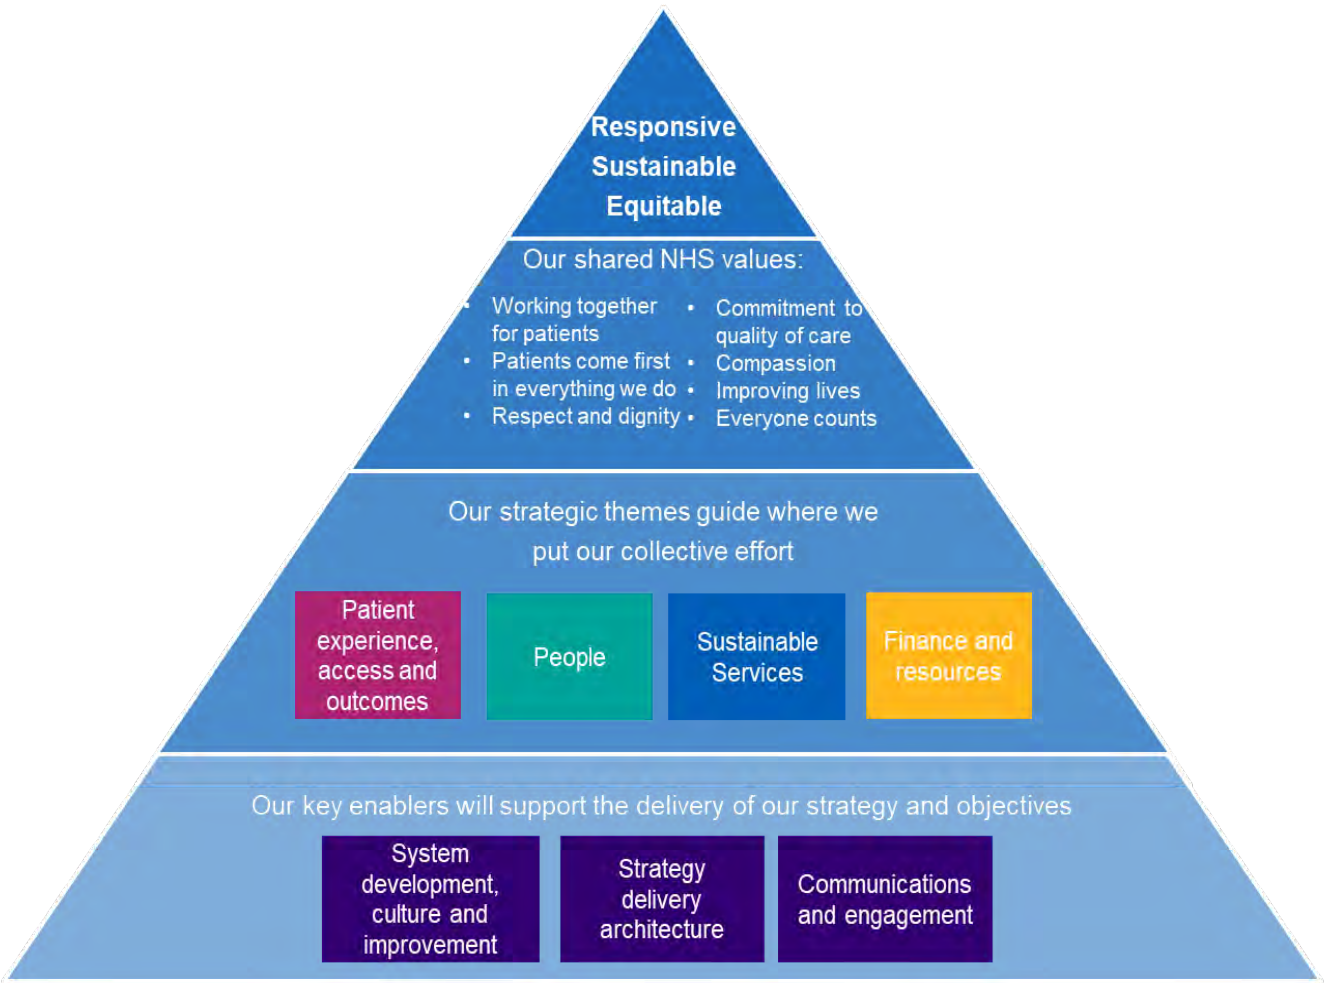 Responsive
Sustainable
Equitable
Our shared NHS values:
• Working together
for patients
• Patients come first
in everything we do
• Respect and dignity
• Commitment to
quality of care
• Compassion
• Improving lives
• Everyone counts
Our strategic themes guide where we
put our collective effort
Patient
experience,
access and
outcomes
People
Sustainable
Services
Finance and
resources
Our key enablers will support the delivery of our strategy and objectives
System
development,
culture and
improvement
Strategy
delivery
architecture
Communications
and engagement